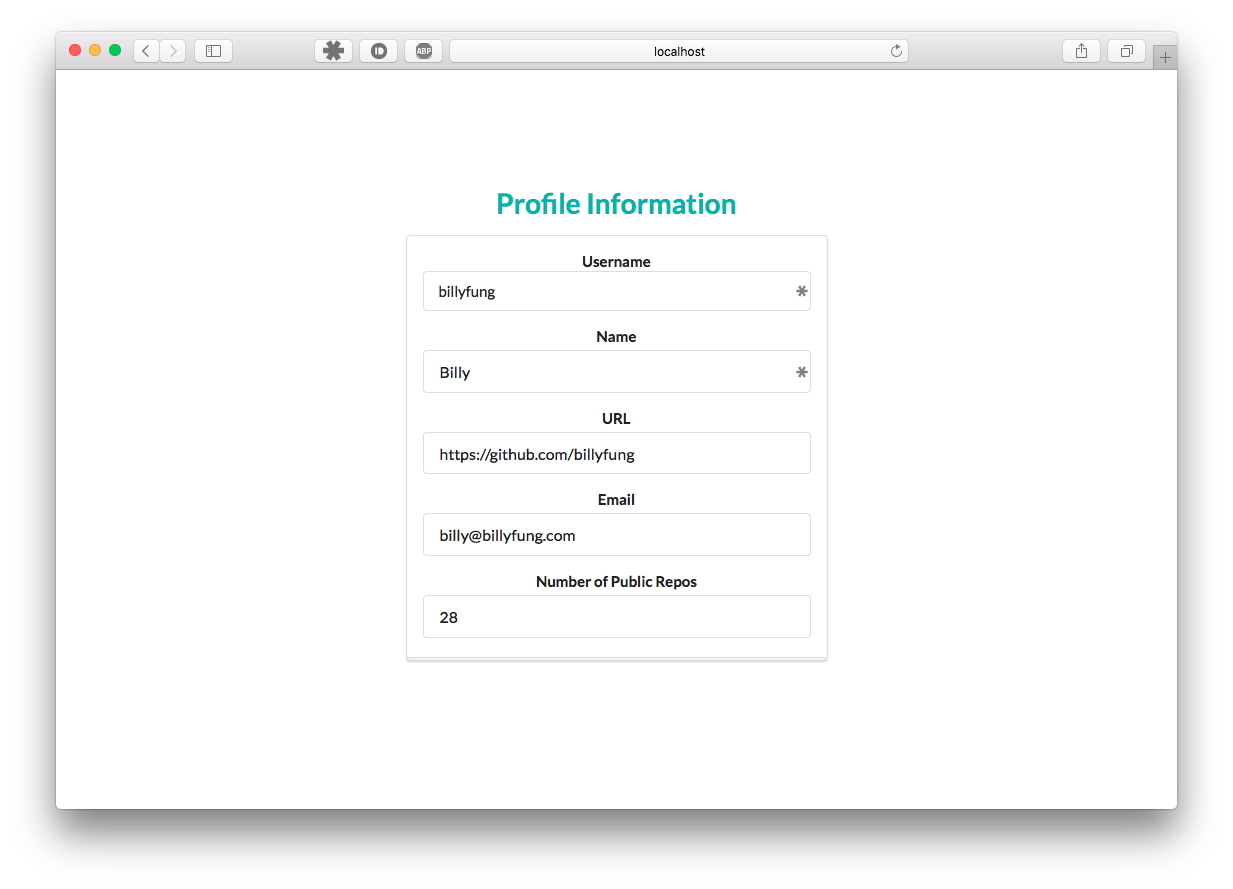 ABP
localhost
Profile Information
Username
billyfung
Name
Billy
URL
https://github.com/billyfung
Email
billy@billyfung.com
Number of Public Repos
28